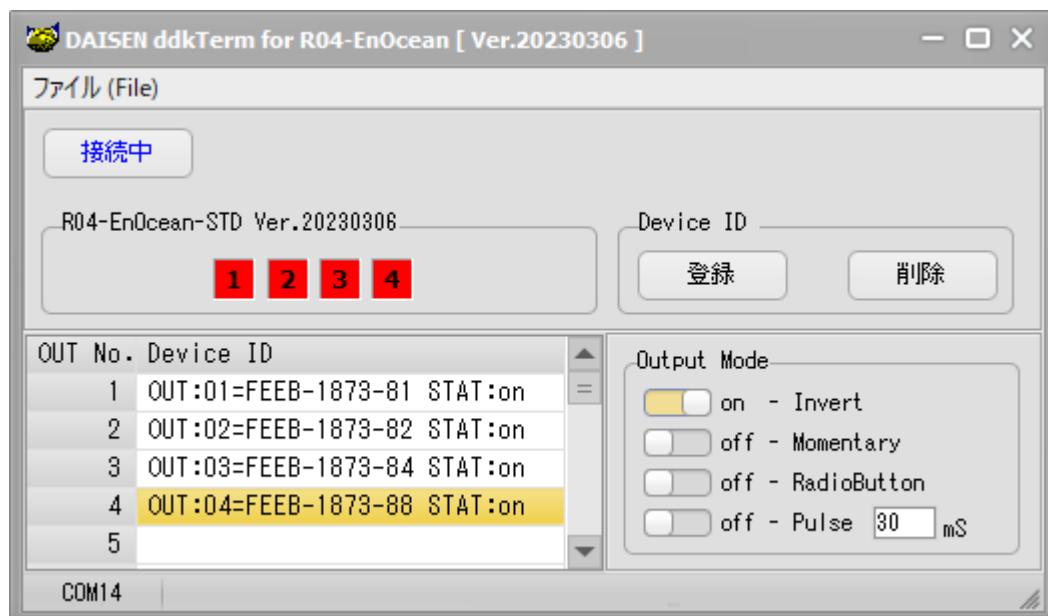 DAISEN ddkTerm for R04-EnOcean [ Ver.20230306 ]
ファイル (File)
接続中
R04-EnOcean-STD Ver.20230306
1 2 3 4
Device ID
登録 削除
OUT No. Device ID
1 OUT:01=FEEB-1873-81 STAT:on
2 OUT:02=FEEB-1873-82 STAT:on
3 OUT:03=FEEB-1873-84 STAT:on
4 OUT:04=FEEB-1873-88 STAT:on
5
Output Mode
on - Invert
off - Momentary
off - RadioButton
off - Pulse 30 mS
COM14